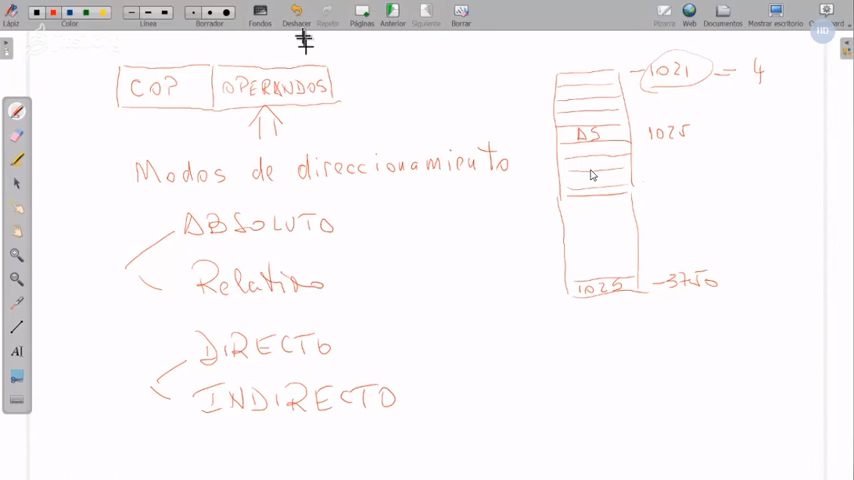 Lápiz Color Línea Borrador Fondos Deshacer Repetir Páginas Anterior Siguiente Borrar Pizarra Web Documentos Mostrar escritorio OpenBoard
COP OPERANDOS
Modos de direccionamiento
ABSOLUTO
Relativo
DIRECTO
INDIRECTO
- 1021 = 4
1025
1025 - 3750